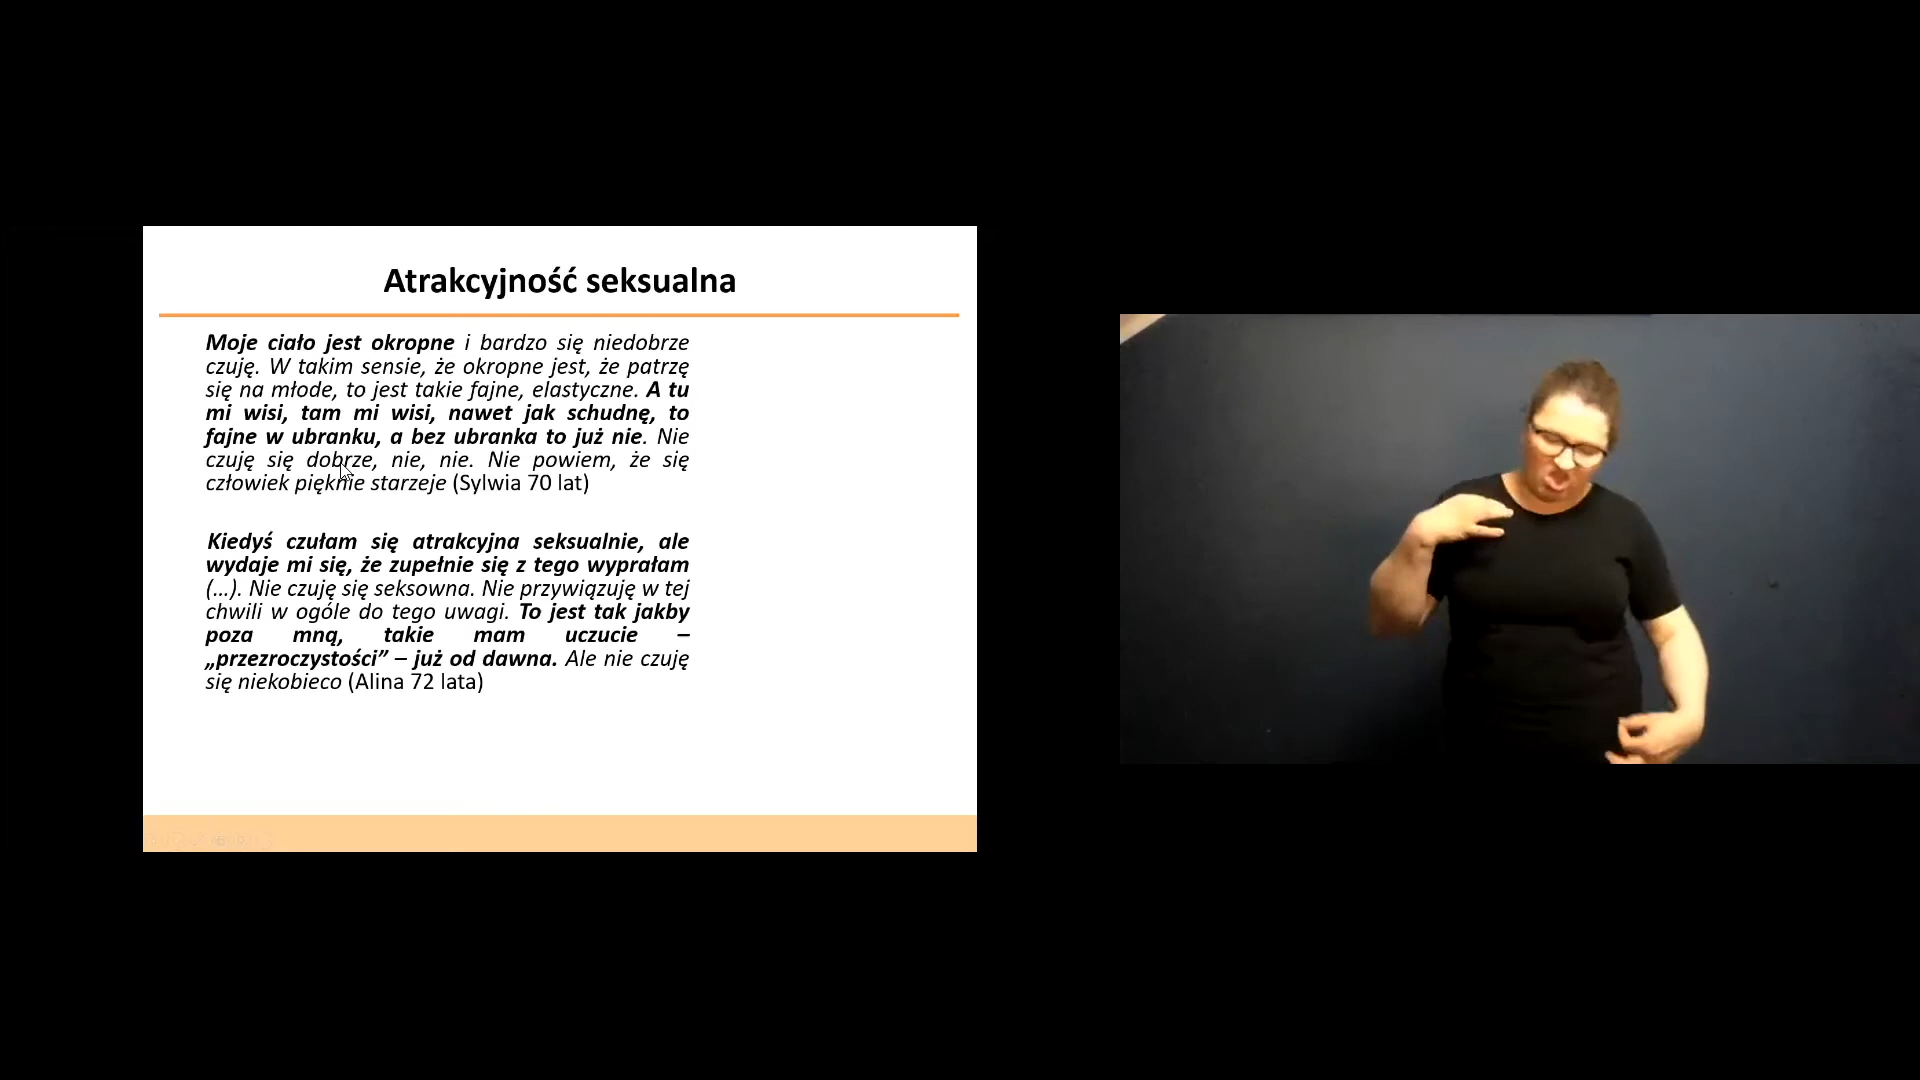 Atrakcyjność seksualna
Moje ciało jest okropne i bardzo się niedobrze
czuję. W takim sensie, że okropne jest, że patrzę
się na młode, to jest takie fajne, elastyczne. A tu
mi wisi, tam mi wisi, nawet jak schudnę, to
fajne w ubranku, a bez ubranka to już nie. Nie
czuję się dobrze, nie, nie. Nie powiem, że się
człowiek pięknie starzeje (Sylwia 70 lat)
Kiedyś czułam się atrakcyjna seksualnie, ale
wydaje mi się, że zupełnie się z tego wyprałam
(…). Nie czuję się seksowna. Nie przywiązuję w tej
chwili w ogóle do tego uwagi. To jest tak jakby
poza mną, takie mam uczucie –
„przezroczystości” – już od dawna. Ale nie czuję
się niekobieco (Alina 72 lata)